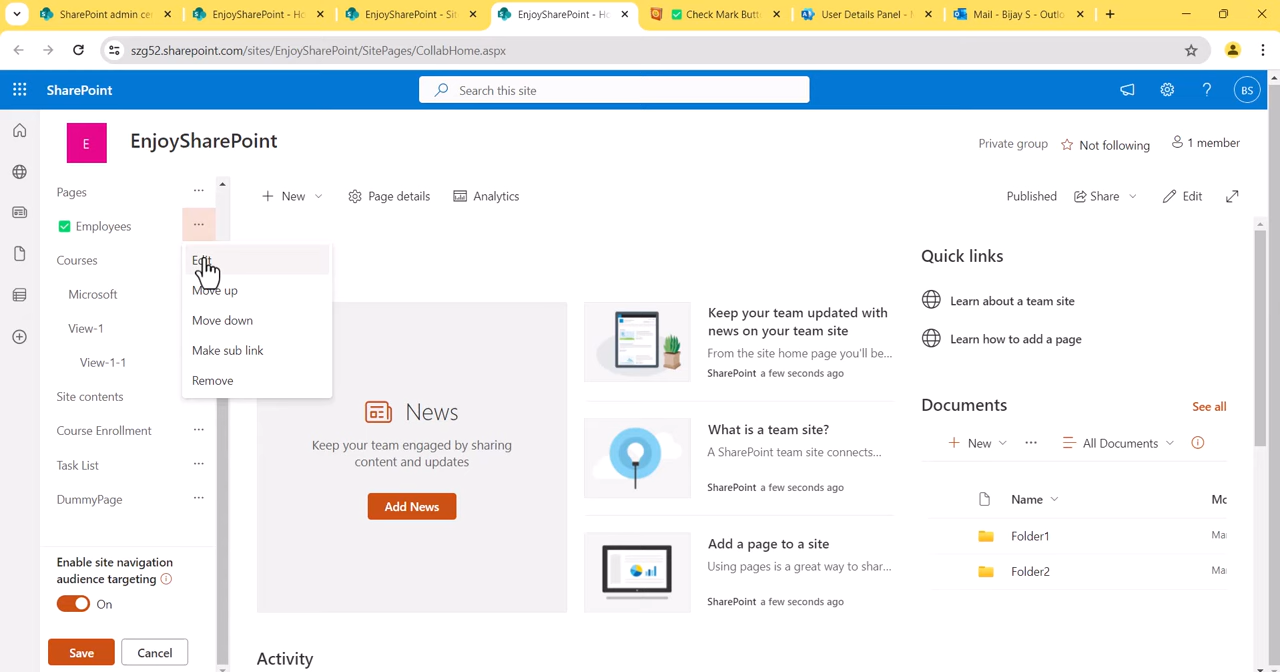 SharePoint admin ce
EnjoySharePoint - Ho
EnjoySharePoint - Sit
EnjoySharePoint - Ho
Check Mark Butt
User Details Panel - M
Mail - Bijay S - Outlo
szg52.sharepoint.com/sites/EnjoySharePoint/SitePages/CollabHome.aspx
SharePoint
Search this site
BS
E
EnjoySharePoint
Private group
Not following
1 member
Pages
Employees
Courses
Microsoft
View-1
View-1-1
Site contents
Course Enrollment
Task List
DummyPage
Edit
Move up
Move down
Make sub link
Remove
Enable site navigation
audience targeting
On
Save
Cancel
New
Page details
Analytics
Published
Share
Edit
News
Keep your team engaged by sharing
content and updates
Add News
Keep your team updated with
news on your team site
From the site home page you'll be...
SharePoint a few seconds ago
What is a team site?
A SharePoint team site connects...
SharePoint a few seconds ago
Add a page to a site
Using pages is a great way to shar...
SharePoint a few seconds ago
Activity
Quick links
Learn about a team site
Learn how to add a page
Documents
See all
New
All Documents
Name
Mo
Folder1
Mar
Folder2
Mar